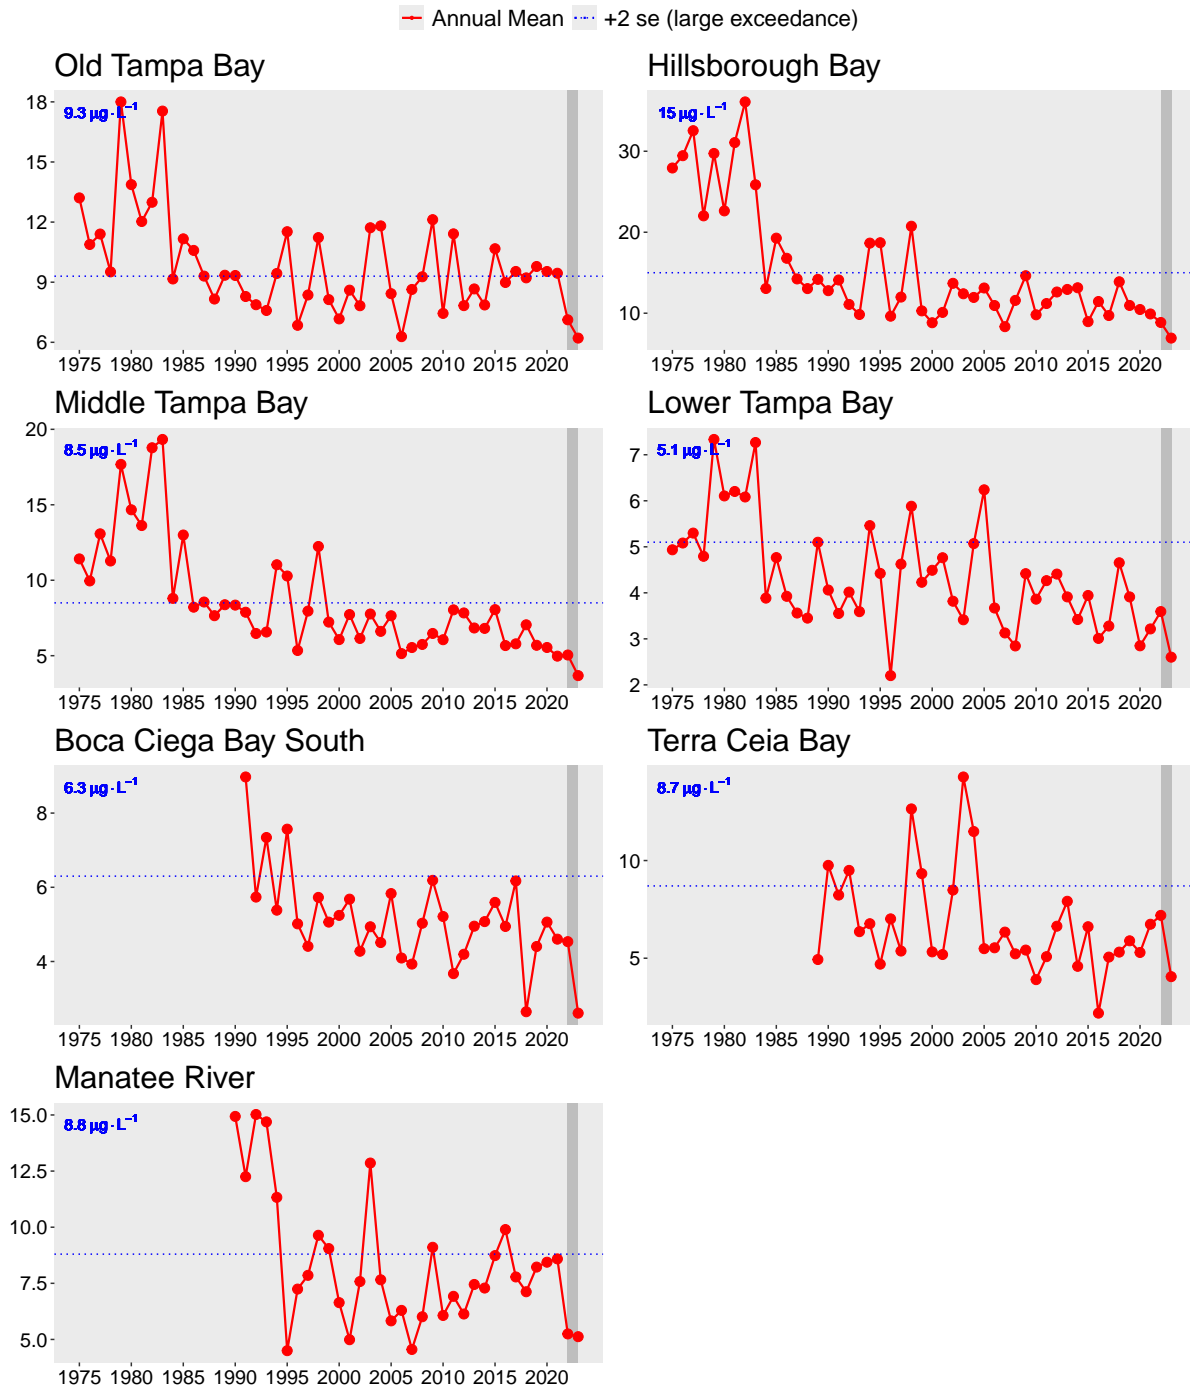 Annual Mean +2 se (large exceedance)
Old Tampa Bay
9.3 µg·L⁻¹
18
15
12
9
6
1975 1980 1985 1990 1995 2000 2005 2010 2015 2020
Hillsborough Bay
15 µg·L⁻¹
30
20
10
1975 1980 1985 1990 1995 2000 2005 2010 2015 2020
Middle Tampa Bay
20
8.5 µg·L⁻¹
15
10
5
1975 1980 1985 1990 1995 2000 2005 2010 2015 2020
Lower Tampa Bay
5.1 µg·L⁻¹
7
6
5
4
3
2
1975 1980 1985 1990 1995 2000 2005 2010 2015 2020
Boca Ciega Bay South
6.3 µg·L⁻¹
8
6
4
1975 1980 1985 1990 1995 2000 2005 2010 2015 2020
Terra Ceia Bay
8.7 µg·L⁻¹
10
5
1975 1980 1985 1990 1995 2000 2005 2010 2015 2020
Manatee River
15.0
8.8 µg·L⁻¹
12.5
10.0
7.5
5.0
1975 1980 1985 1990 1995 2000 2005 2010 2015 2020